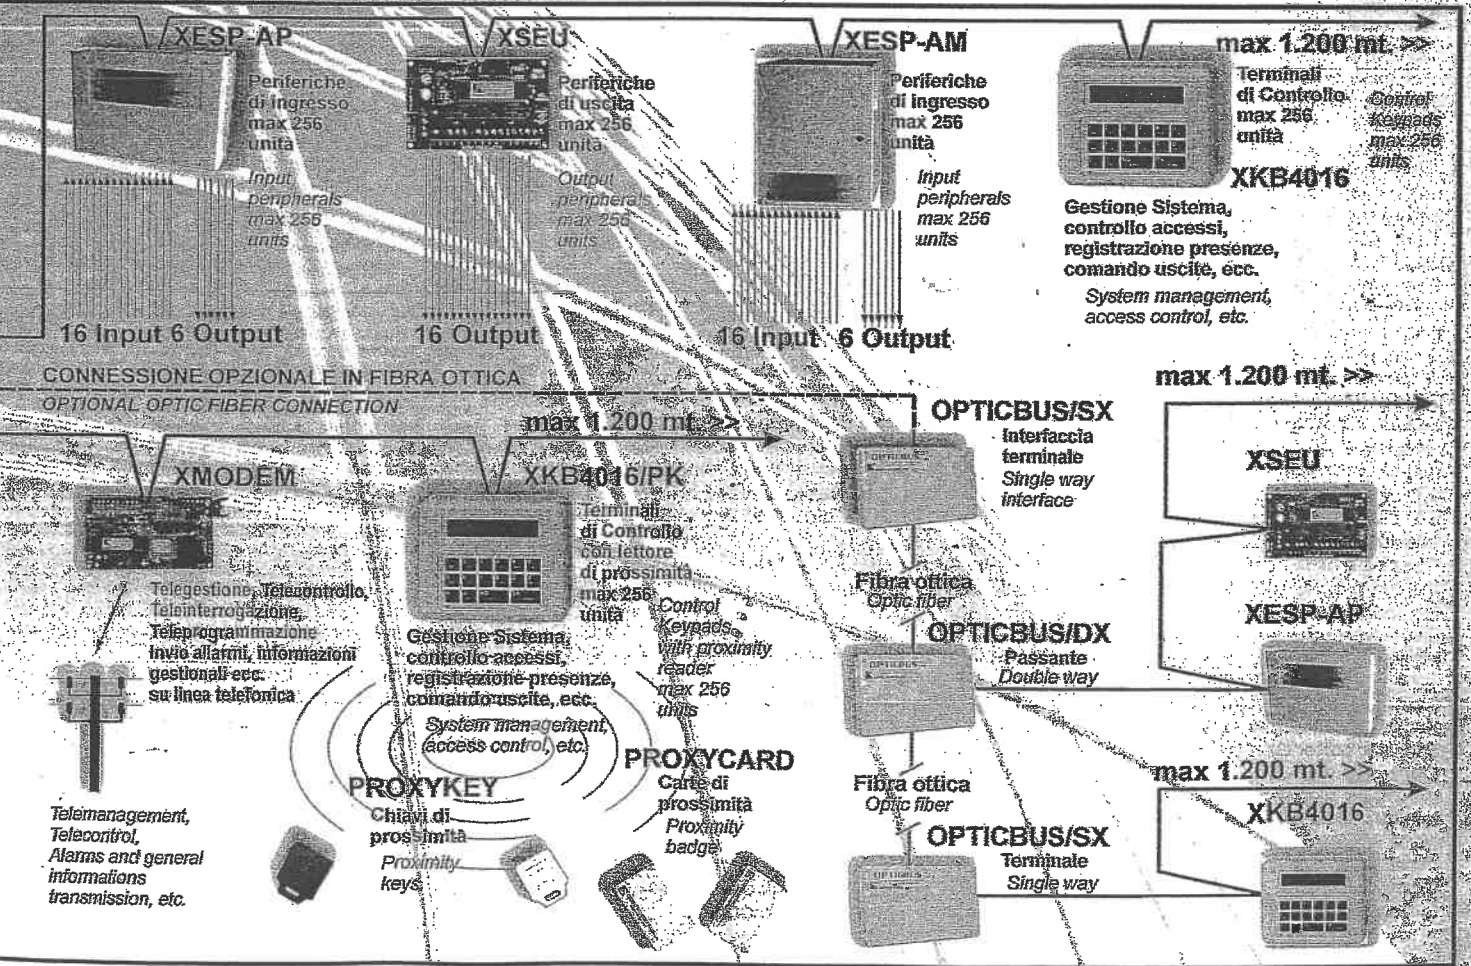 XESP-AP
Periferiche
di ingresso
max 256
unità
Input
peripherals
max 256
units
16 Input 6 Output
XSEU
Periferiche
di uscita
max 256
unità
Output
peripherals
max 256
units
16 Output
XESP-AM
Periferiche
di ingresso
max 256
unità
Input
peripherals
max 256
units
16 Input 6 Output
max 1.200 mt. >>
Terminali
di Controllo
max 256
unità
Control
Keypads
max 256
units
XKB4016
Gestione Sistema,
controllo accessi,
registrazione presenze,
comando uscite, ecc.
System management,
access control, etc.
CONNESSIONE OPZIONALE IN FIBRA OTTICA
OPTIONAL OPTIC FIBER CONNECTION
max 1.200 mt. >>
XMODEM
Telegestione, Telecontrollo,
Teleinterrogazione,
Teleprogrammazione
Invio allarmi, informazioni
gestionali ecc.
su linea telefonica
Telemanagement,
Telecontrol,
Alarms and general
informations
transmission, etc.
XKB4016/PK
Terminali
di Controllo
con lettore
di prossimità
max 256
unità
Control
Keypads
with proximity
reader
max 256
units
Gestione Sistema,
controllo accessi,
registrazione presenze,
comando uscite, ecc.
System management,
(access control, etc.)
PROXYKEY
Chiavi di
prossimità
Proximity
keys
PROXYCARD
Carte di
prossimità
Proximity
badge
OPTICBUS/SX
Interfaccia
terminale
Single way
interface
OPTIBUS
Fibra ottica
Optic fiber
OPTICBUS/DX
Passante
Double way
OPTIBUS
Fibra ottica
Optic fiber
OPTICBUS/SX
Terminale
Single way
OPTIBUS
max 1.200 mt. >>
XSEU
XESP-AP
max 1.200 mt. >>
XKB4016